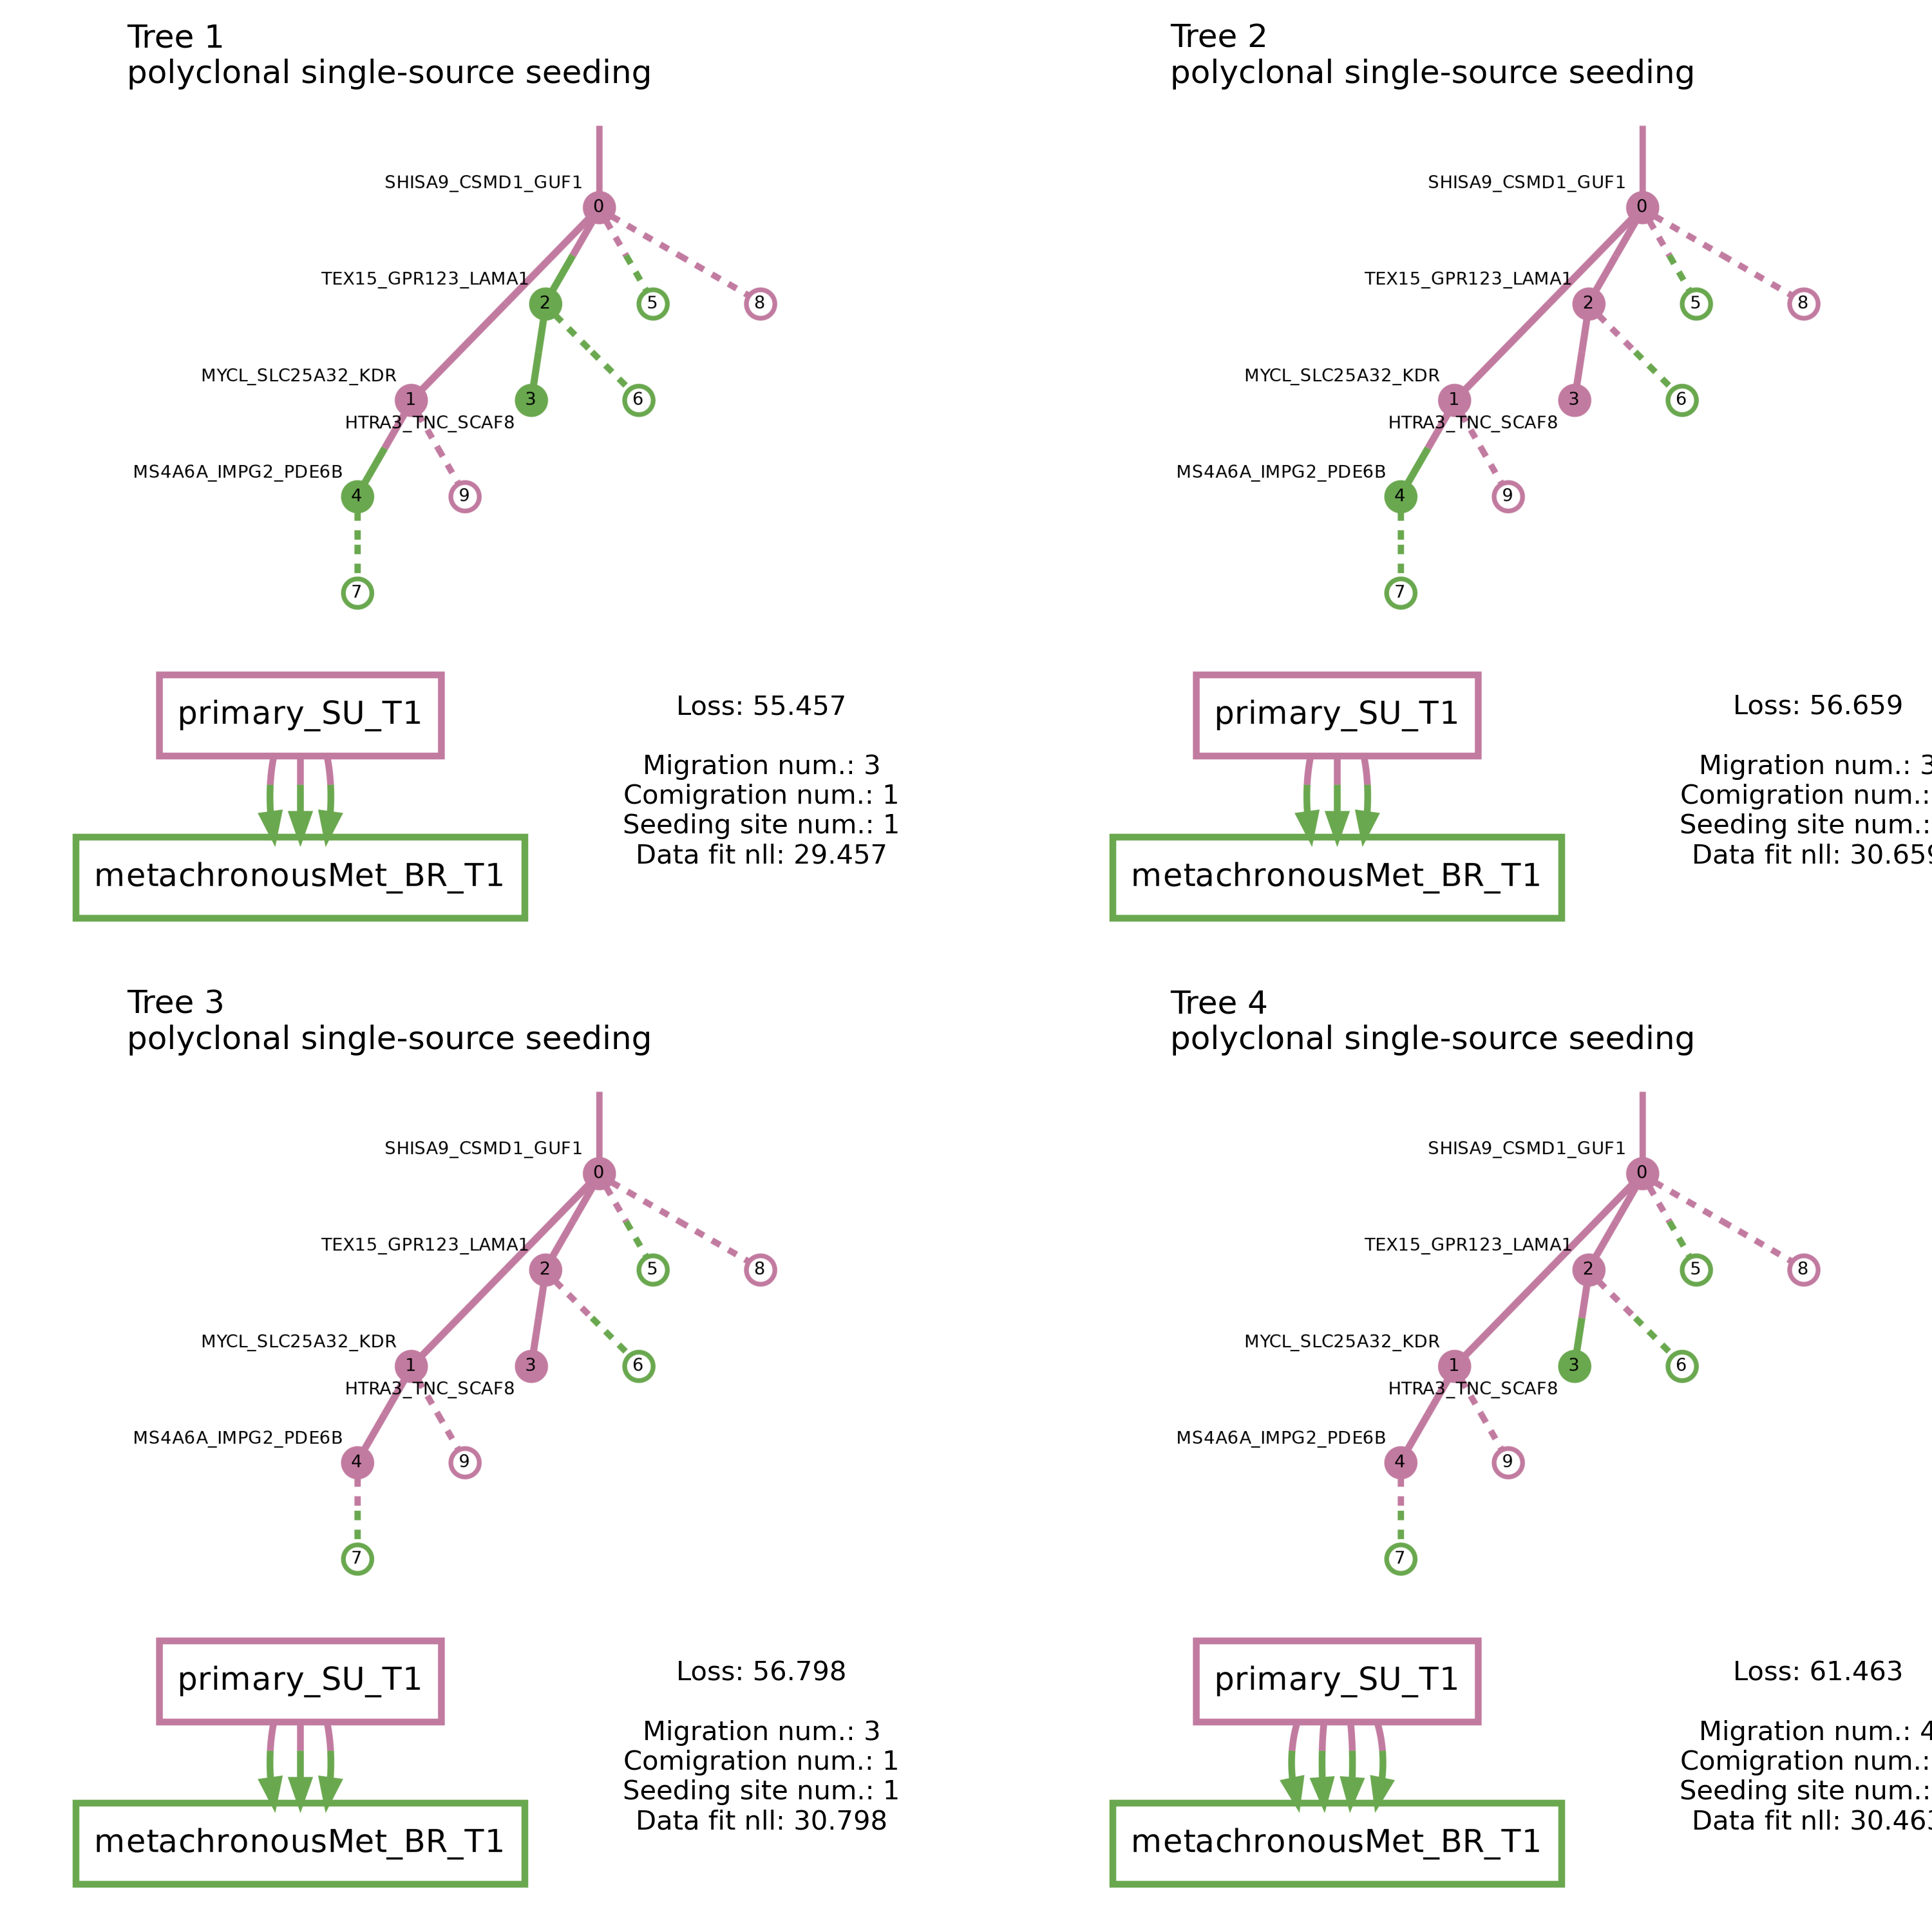 Tree 1
polyclonal single-source seeding
SHISA9_CSMD1_GUF1
0
TEX15_GPR123_LAMA1
2
5
8
MYCL_SLC25A32_KDR
1
3
6
HTRA3_TNC_SCAF8
MS4A6A_IMPG2_PDE6B
4
9
7
primary_SU_T1
metachronousMet_BR_T1
Loss: 55.457
Migration num.: 3
Comigration num.: 1
Seeding site num.: 1
Data fit nll: 29.457
Tree 2
polyclonal single-source seeding
SHISA9_CSMD1_GUF1
0
TEX15_GPR123_LAMA1
2
5
8
MYCL_SLC25A32_KDR
1
3
6
HTRA3_TNC_SCAF8
MS4A6A_IMPG2_PDE6B
4
9
7
primary_SU_T1
metachronousMet_BR_T1
Loss: 56.659
Migration num.: 3
Comigration num.:
Seeding site num.:
Data fit nll: 30.659
Tree 3
polyclonal single-source seeding
SHISA9_CSMD1_GUF1
0
TEX15_GPR123_LAMA1
2
5
8
MYCL_SLC25A32_KDR
1
3
6
HTRA3_TNC_SCAF8
MS4A6A_IMPG2_PDE6B
4
9
7
primary_SU_T1
metachronousMet_BR_T1
Loss: 56.798
Migration num.: 3
Comigration num.: 1
Seeding site num.: 1
Data fit nll: 30.798
Tree 4
polyclonal single-source seeding
SHISA9_CSMD1_GUF1
0
TEX15_GPR123_LAMA1
2
5
8
MYCL_SLC25A32_KDR
1
3
6
HTRA3_TNC_SCAF8
MS4A6A_IMPG2_PDE6B
4
9
7
primary_SU_T1
metachronousMet_BR_T1
Loss: 61.463
Migration num.: 4
Comigration num.:
Seeding site num.:
Data fit nll: 30.463